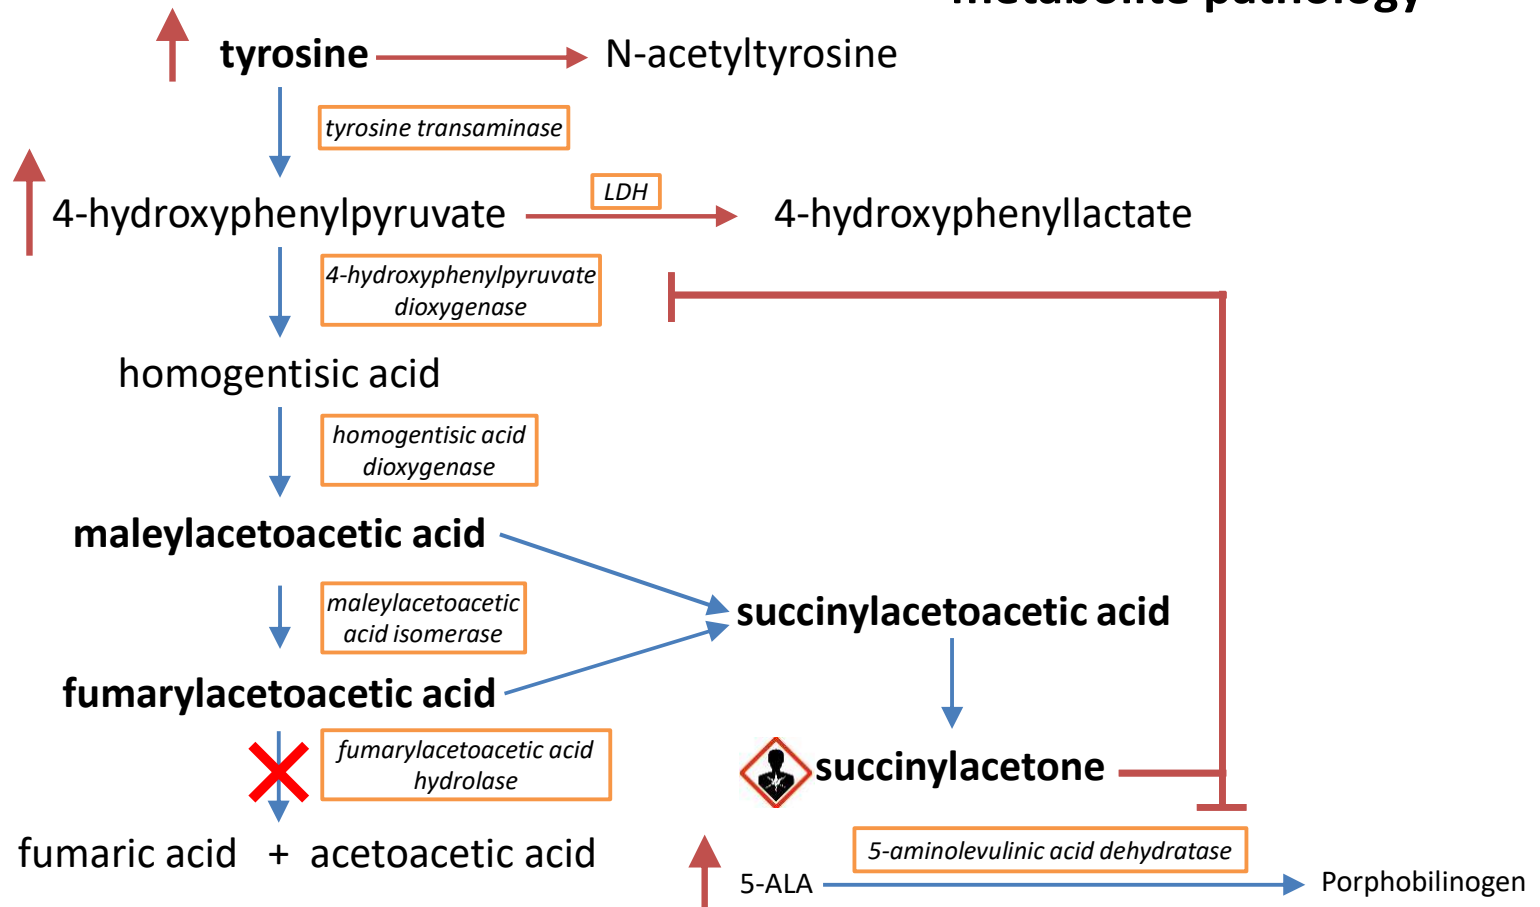 metabolite pathology
tyrosine
N-acetyltyrosine
tyrosine transaminase
LDH
4-hydroxyphenylpyruvate
4-hydroxyphenyllactate
4-hydroxyphenylpyruvate
dioxygenase
homogentisic acid
homogentisic acid
dioxygenase
maleylacetoacetic acid
maleylacetoacetic
acid isomerase
succinylacetoacetic acid
fumarylacetoacetic acid
fumarylacetoacetic acid
hydrolase
succinylacetone
fumaric acid + acetoacetic acid
5-aminolevulinic acid dehydratase
5-ALA
Porphobilinogen